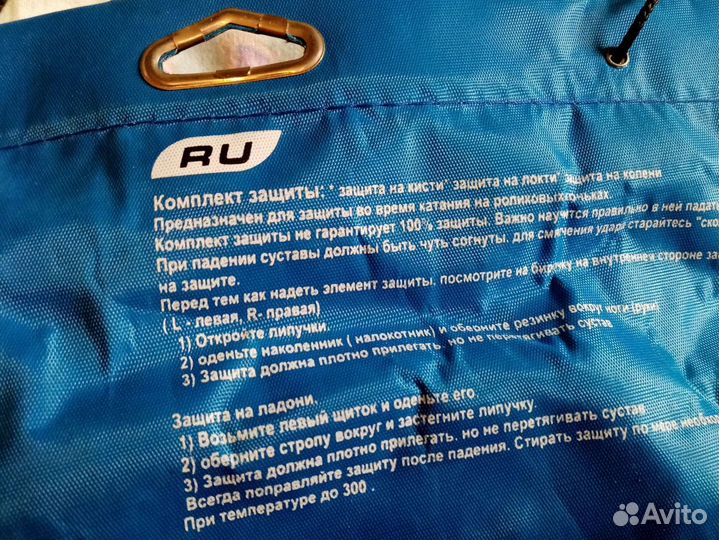 RU
Комплект защиты: * защита на кисти* защита на локти* защита на колени
Предназначен для защиты во время катания на роликовых коньках.
Комплект защиты не гарантирует 100% защиты. Важно научится правильно в ней падать
При падении суставы должны быть чуть согнуты, для смягчения удара старайтесь "ско
на защите.
Перед тем как надеть элемент защиты, посмотрите на бирочку на внутренней стороне за
( L - левая, R- правая)
1) Откройте липучки.
2) оденьте наколенник ( налокотник) и обоените резинку вокруг ноги (руки)
3) Защита должна плотно прилегать, но не перетягивать сустав
Защита на ладони.
1) Возьмите левый щиток и оденьте его
2) оберните стропу вокруг и застегните липучку.
3) Защита должна плотно прилегать, но не перетягивать сустав
Всегда поправляйте защиту после падения. Стирать защиту по мере необхо
При температуре до 300 .
Avito